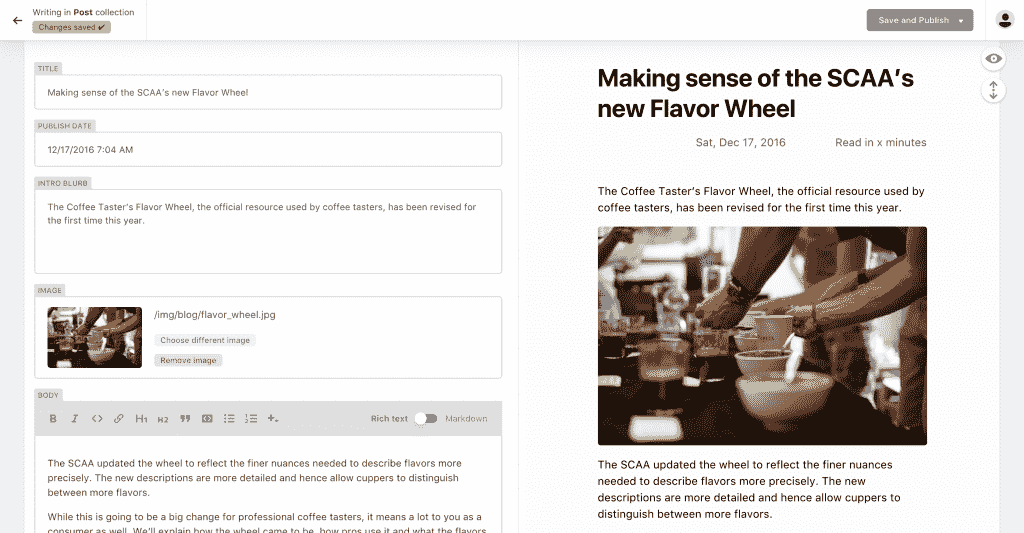 Writing in Post collection
Changes saved ✔
Save and Publish
TITLE
Making sense of the SCAA's new Flavor Wheel
PUBLISH DATE
12/17/2016 7:04 AM
INTRO BLURB
The Coffee Taster's Flavor Wheel, the official resource used by coffee tasters, has been revised for
the first time this year.
IMAGE
/img/blog/flavor_wheel.jpg
Choose different image
Remove image
BODY
B I <> H1 H2 Rich text Markdown
The SCAA updated the wheel to reflect the finer nuances needed to describe flavors more
precisely. The new descriptions are more detailed and hence allow cuppers to distinguish
between more flavors.
While this is going to be a big change for professional coffee tasters, it means a lot to you as a
consumer as well. We'll explain how the wheel came to be, how pros use it and what the flavors
Making sense of the SCAA's
new Flavor Wheel
Sat, Dec 17, 2016 Read in x minutes
The Coffee Taster's Flavor Wheel, the official resource used by
coffee tasters, has been revised for the first time this year.
The SCAA updated the wheel to reflect the finer nuances
needed to describe flavors more precisely. The new
descriptions are more detailed and hence allow cuppers to
distinguish between more flavors.